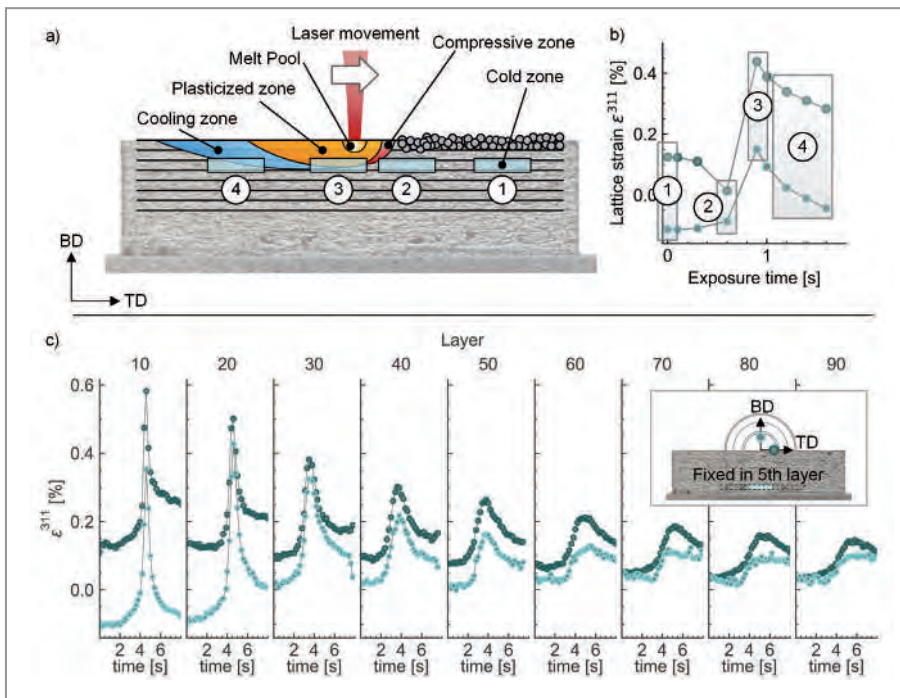 a)
Laser movement
Melt Pool
Compressive zone
Plasticized zone
Cold zone
Cooling zone
4
3
2
1
BD
TD
b)
Lattice strain ε³¹¹ [%]
0.4
0.2
0.0
1
2
3
4
0
1
Exposure time [s]
c)
Layer
10
20
30
40
50
60
70
80
90
ε³¹¹ [%]
0.6
0.4
0.2
0.0
BD
TD
Fixed in 5th layer
2 4 6
2 4 6
2 4 6
2 4 6
2 4 6
2 4 6
2 4 6
2 4 6
2 4 6
time [s]
time [s]
time [s]
time [s]
time [s]
time [s]
time [s]
time [s]
time [s]